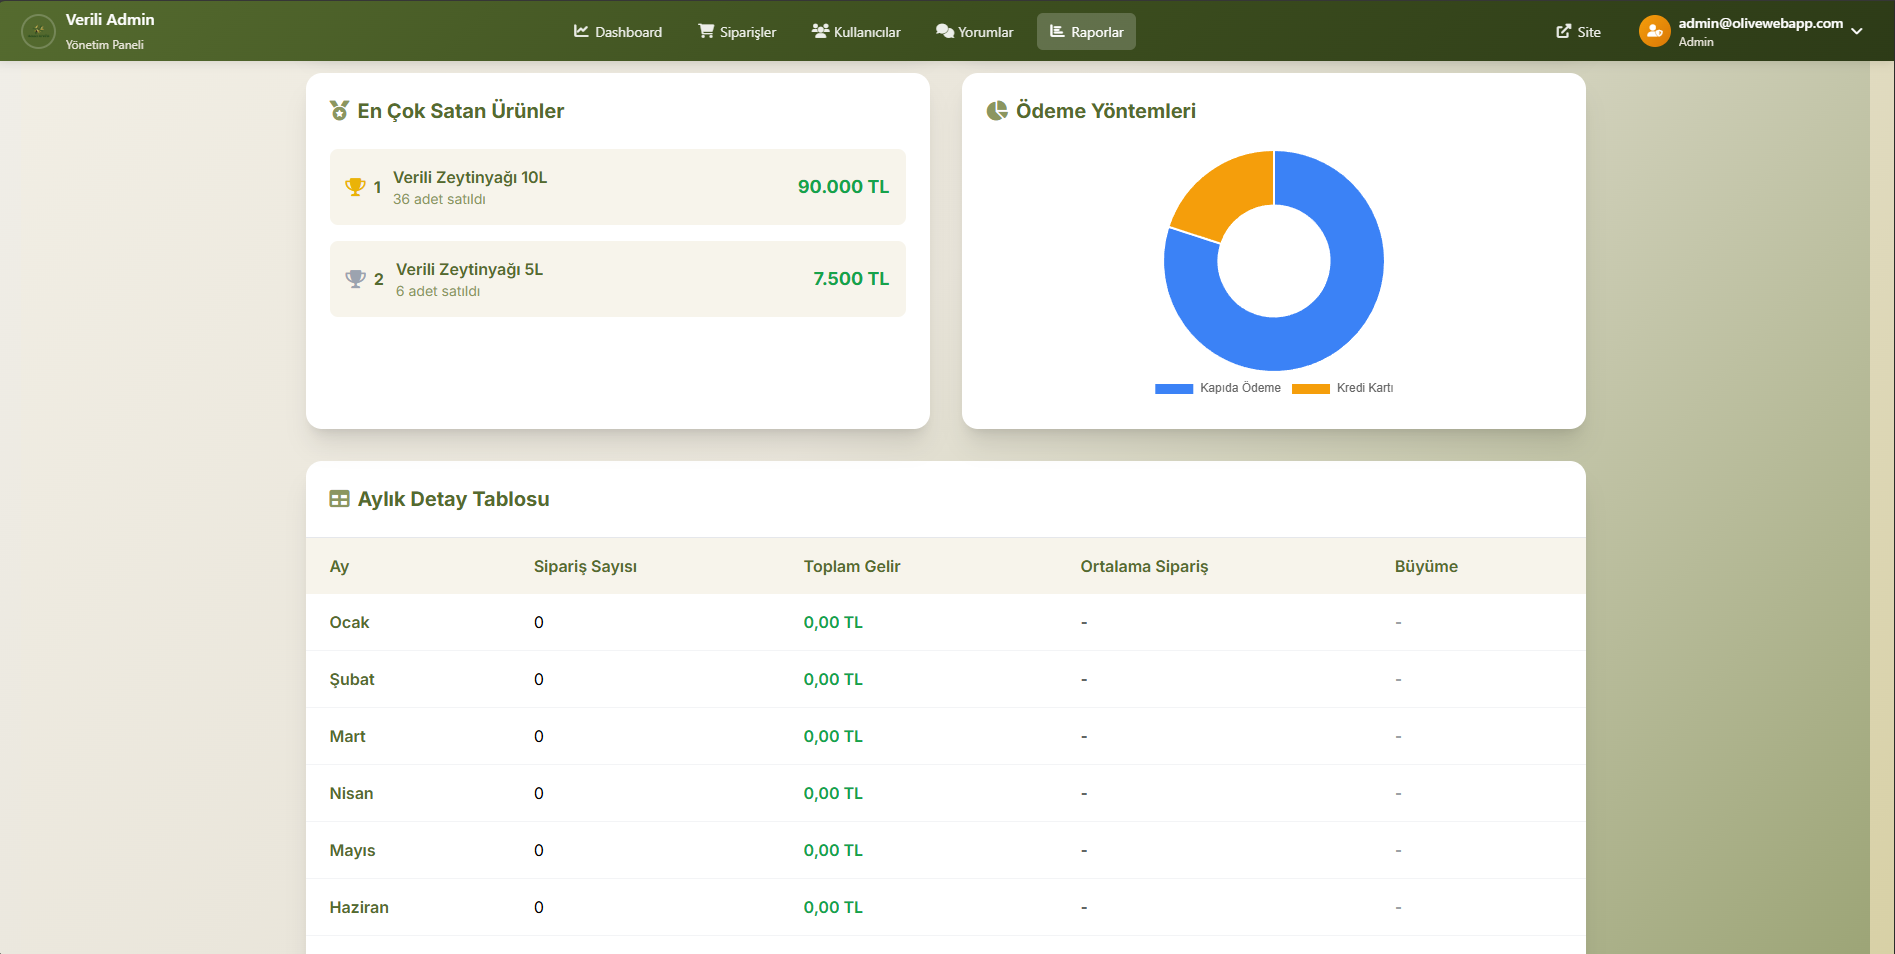 Verili Admin
Yönetim Paneli
Dashboard
Siparişler
Kullanıcılar
Yorumlar
Raporlar
Site
admin@olivewebapp.com
Admin
En Çok Satan Ürünler
1
Verili Zeytinyağı 10L
36 adet satıldı
90.000 TL
2
Verili Zeytinyağı 5L
6 adet satıldı
7.500 TL
Ödeme Yöntemleri
Kapıda Ödeme
Kredi Kartı
Aylık Detay Tablosu
Ay Sipariş Sayısı Toplam Gelir Ortalama Sipariş Büyüme
Ocak 0 0,00 TL - -
Şubat 0 0,00 TL - -
Mart 0 0,00 TL - -
Nisan 0 0,00 TL - -
Mayıs 0 0,00 TL - -
Haziran 0 0,00 TL - -